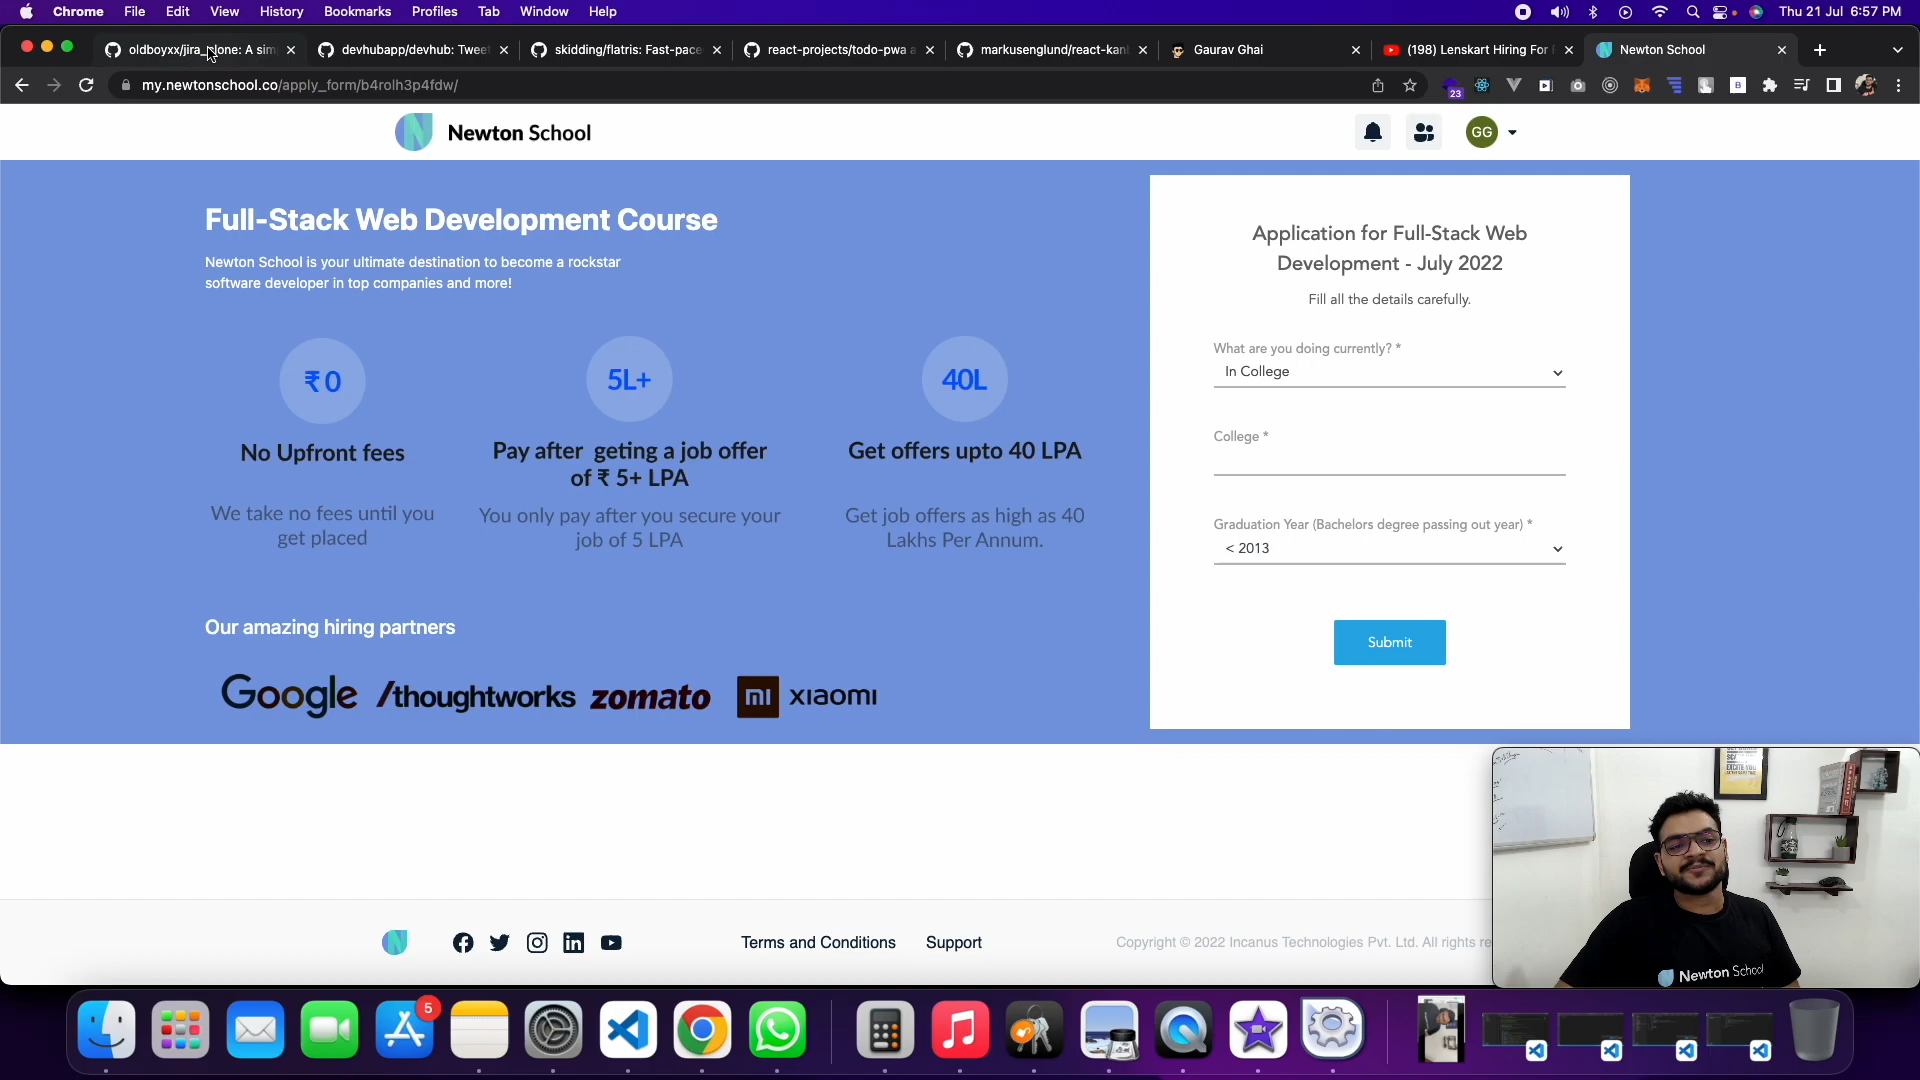 Chrome File Edit View History Bookmarks Profiles Tab Window Help Thu 21 Jul 6:57 PM
oldboyxx/jira_clone: A sim devhubapp/devhub: Tweet skidding/flatris: Fast-pace react-projects/todo-pwa a markusenglund/react-kan Gaurav Ghai (198) Lenskart Hiring For Newton School
my.newtonschool.co/apply_form/b4rolh3p4fdw/
23
Newton School
GG
Full-Stack Web Development Course
Newton School is your ultimate destination to become a rockstar
software developer in top companies and more!
₹0
No Upfront fees
We take no fees until you
get placed
5L+
Pay after geting a job offer
of ₹ 5+ LPA
You only pay after you secure your
job of 5 LPA
40L
Get offers upto 40 LPA
Get job offers as high as 40
Lakhs Per Annum.
Our amazing hiring partners
Google /thoughtworks zomato mi xiaomi
Application for Full-Stack Web
Development - July 2022
Fill all the details carefully.
What are you doing currently? *
In College
College *
Graduation Year (Bachelors degree passing out year) *
< 2013
Submit
Terms and Conditions Support Copyright © 2022 Incanus Technologies Pvt. Ltd. All rights re
Newton School
5